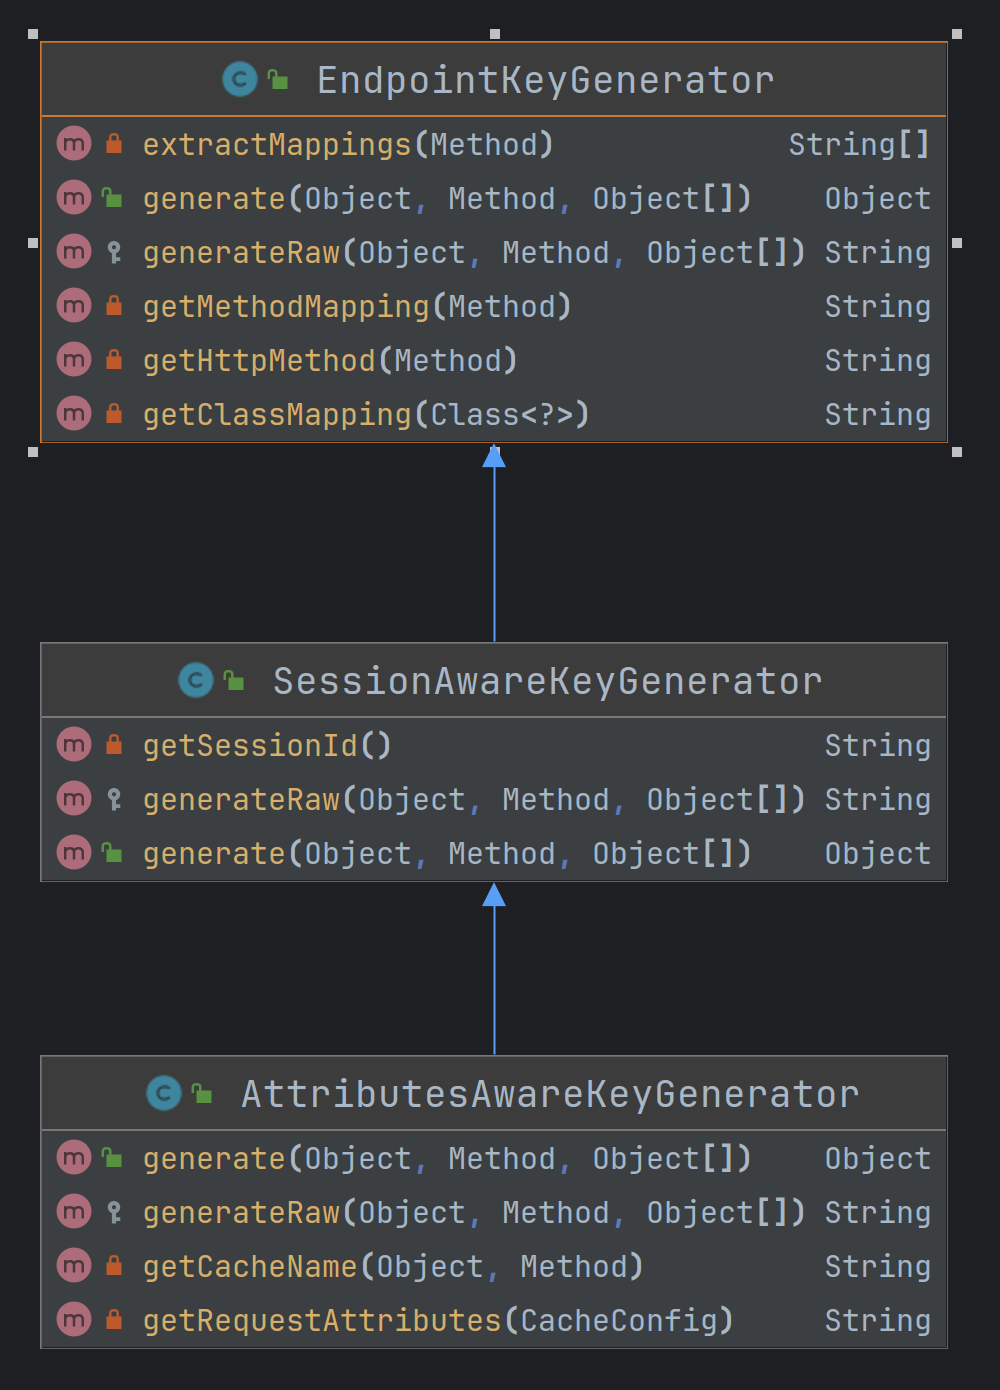 EndpointKeyGenerator
extractMappings(Method) String[]
generate(Object, Method, Object[]) Object
generateRaw(Object, Method, Object[]) String
getMethodMapping(Method) String
getHttpMethod(Method) String
getClassMapping(Class<?>) String
SessionAwareKeyGenerator
getSessionId() String
generateRaw(Object, Method, Object[]) String
generate(Object, Method, Object[]) Object
AttributesAwareKeyGenerator
generate(Object, Method, Object[]) Object
generateRaw(Object, Method, Object[]) String
getCacheName(Object, Method) String
getRequestAttributes(CacheConfig) String